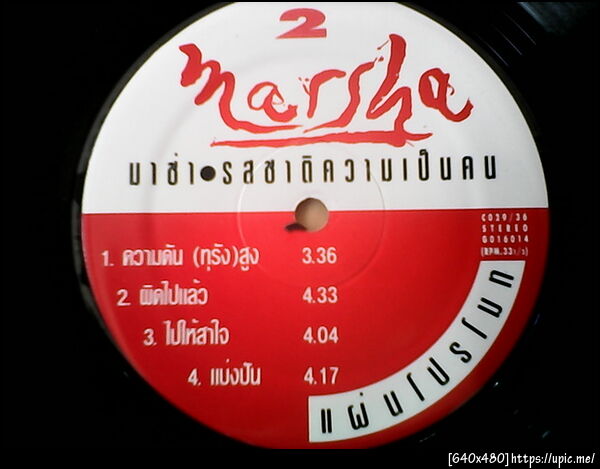 2
marsha
มาช่า●รสชาติความเป็นคน
C029/36
STEREO
G016014
(RPM.33 1/3)
1. ความดัน (ทุรัง)สูง 3.36
2. ผิดไปแล้ว 4.33
3. ไปให้สาใจ 4.04
4. แบ่งปัน 4.17
แผ่นโปรโมท
[640x480]https://upic.me/